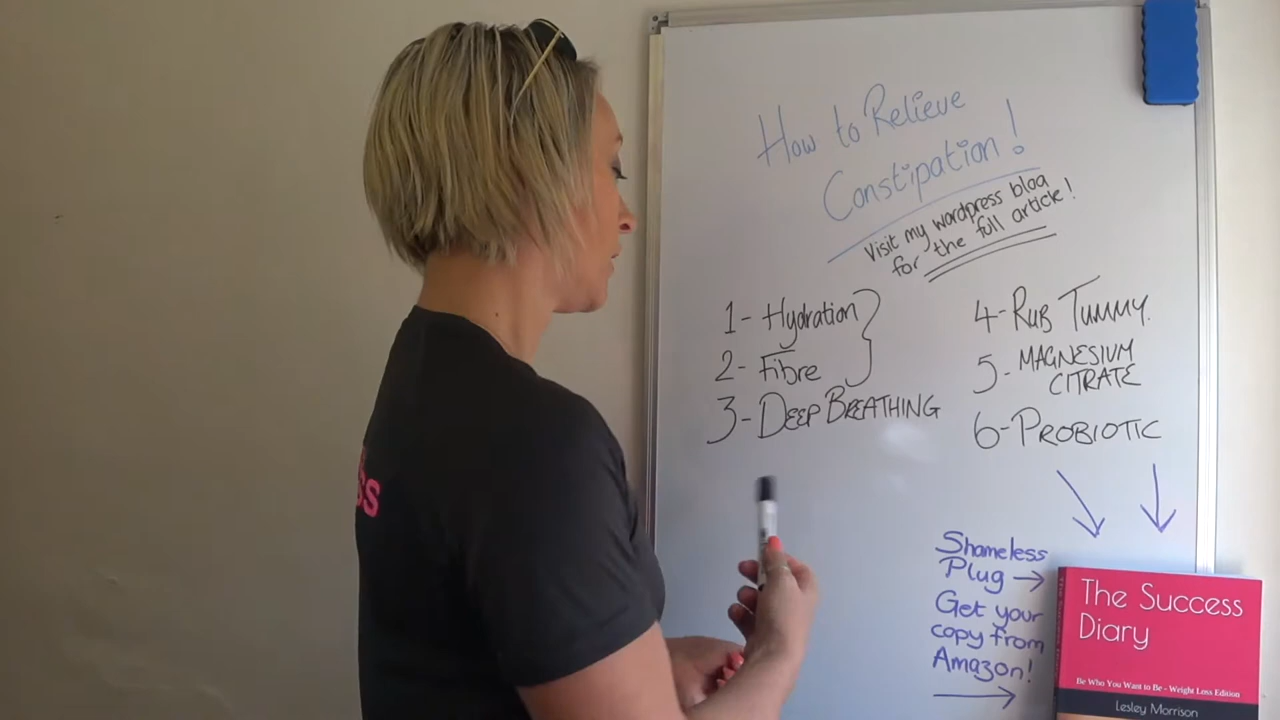 How to Relieve
Constipation!
Visit my wordpress blog
for the full article!
1- Hydration
2- Fibre
3- DEEP BREATHING
4- RUB TUMMY.
5- MAGNESIUM
CITRATE
6- PROBIOTIC
Shameless
Plug →
Get your
copy from
Amazon!
The Success
Diary
Be Who You Want to Be - Weight Loss Edition
Lesley Morrison